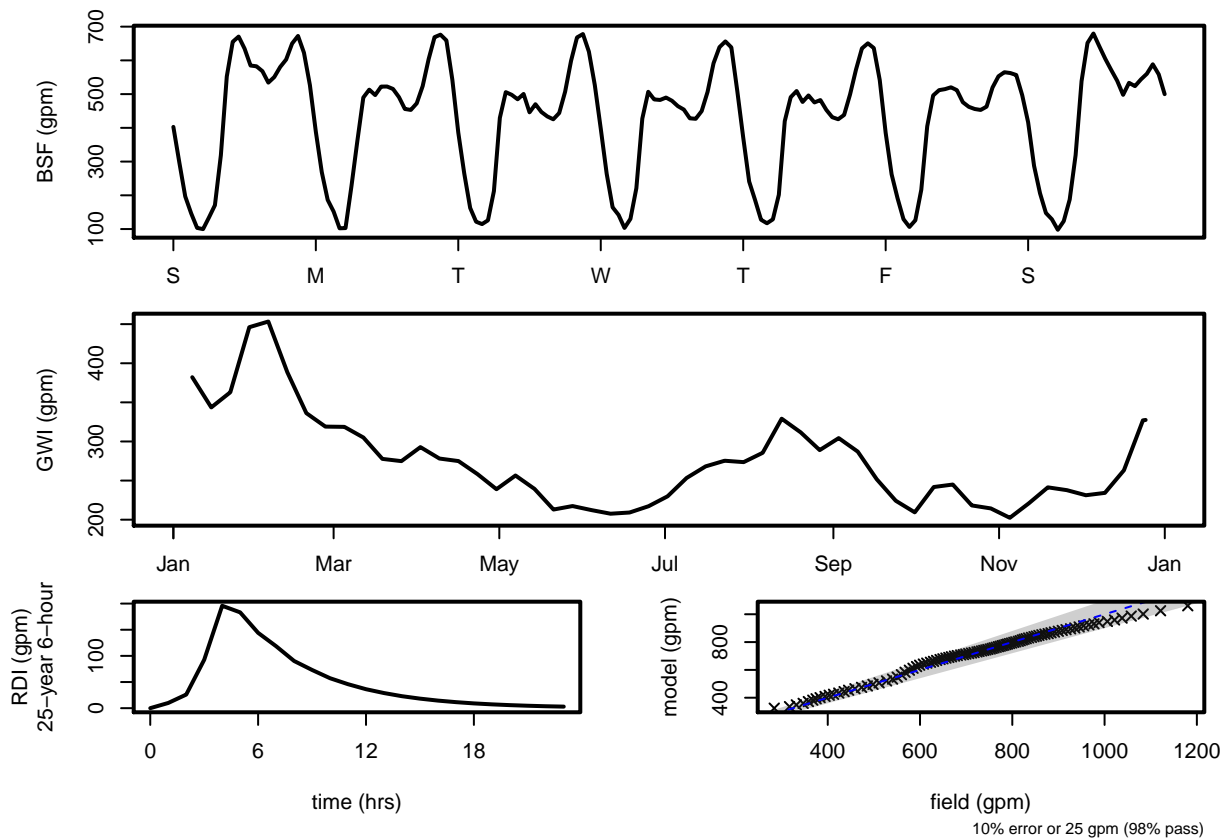 BSF (gpm)
700
500
300
100
S M T W T F S
GWI (gpm)
400
300
200
Jan Mar May Jul Sep Nov Jan
RDI (gpm)
25−year 6−hour
100
0
0 6 12 18
time (hrs)
model (gpm)
800
400
400 600 800 1000 1200
field (gpm)
10% error or 25 gpm (98% pass)